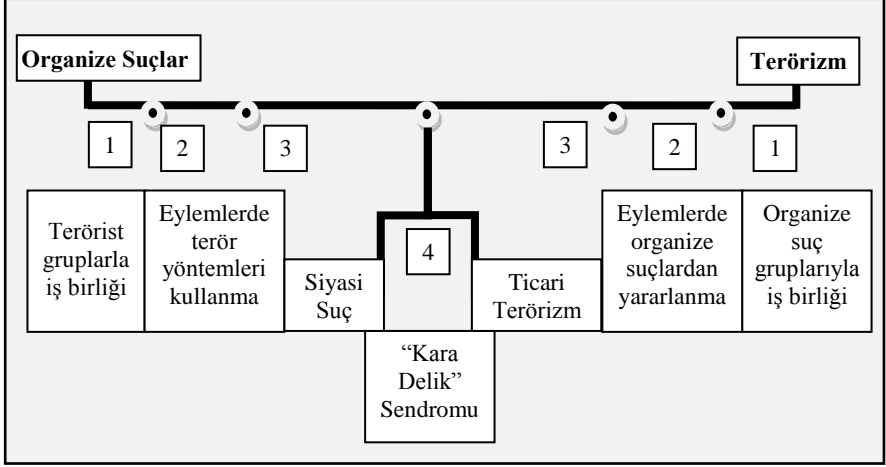 Organize Suçlar
Terörizm
1
2
3
3
2
1
4
Terörist
gruplarla
iş birliği
Eylemlerde
terör
yöntemleri
kullanma
Siyasi
Suç
Ticari
Terörizm
Eylemlerde
organize
suçlardan
yararlanma
Organize
suç
gruplarıyla
iş birliği
“Kara
Delik”
Sendromu